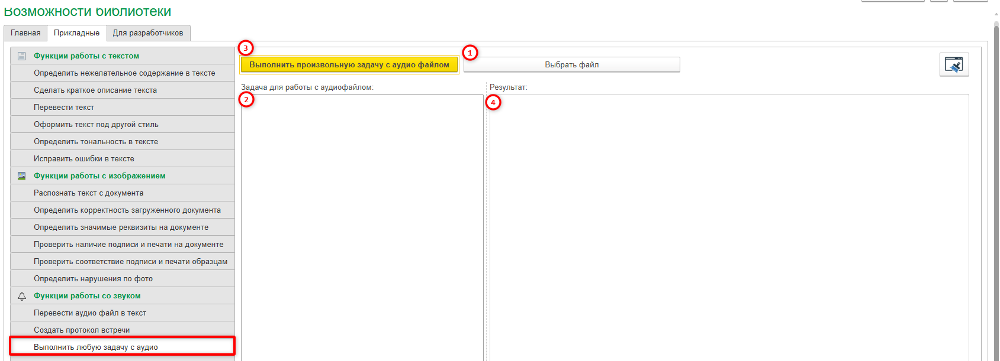 Возможности библиотеки
Главная
Прикладные
Для разработчиков
Функции работы с текстом
Определить нежелательное содержание в тексте
Сделать краткое описание текста
Перевести текст
Оформить текст под другой стиль
Определить тональность в тексте
Исправить ошибки в тексте
Функции работы с изображением
Распознать текст с документа
Определить корректность загруженного документа
Определить значимые реквизиты на документе
Проверить наличие подписи и печати на документе
Проверить соответствие подписи и печати образцам
Определить нарушения по фото
Функции работы со звуком
Перевести аудио файл в текст
Создать протокол встречи
Выполнить любую задачу с аудио
3
Выполнить произвольную задачу с аудио файлом
1
Выбрать файл
Задача для работы с аудиофайлом:
2
Результат:
4